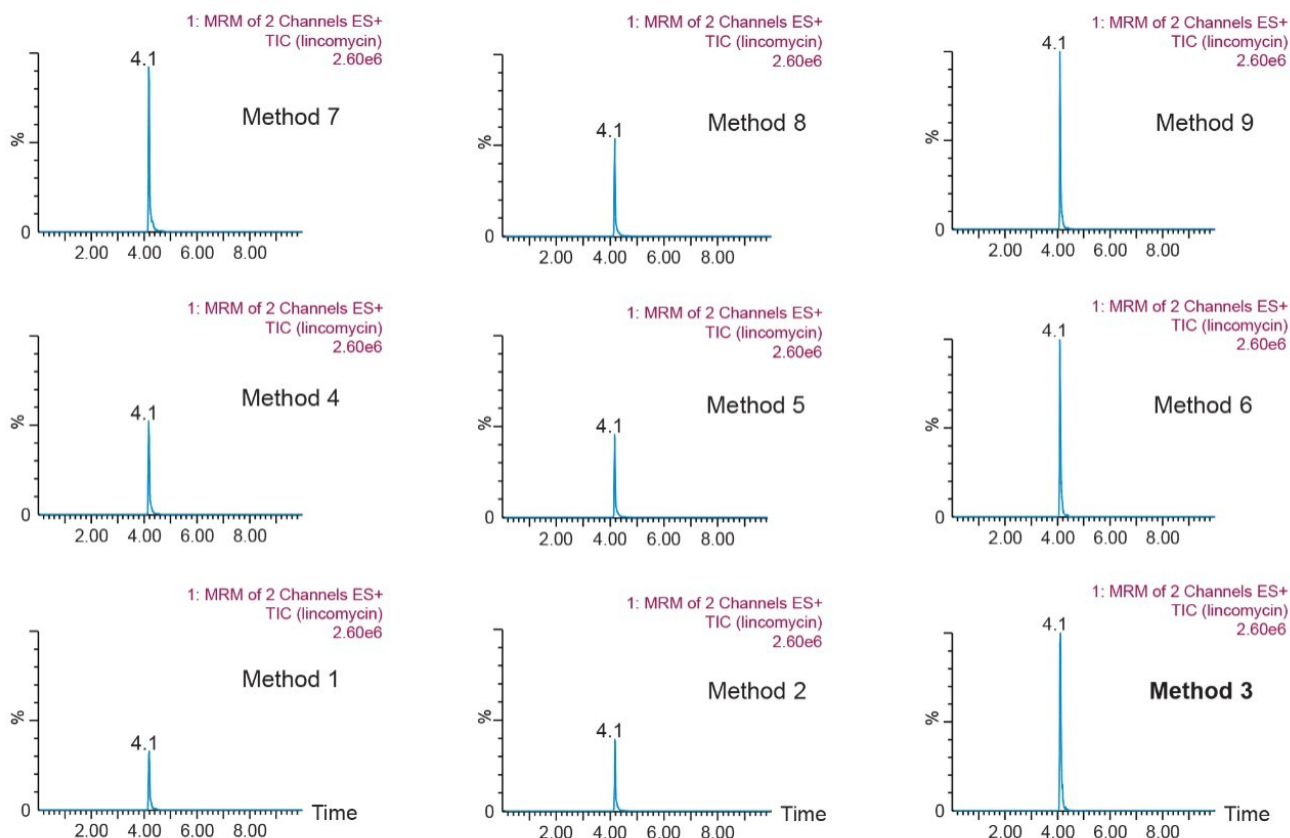 1: MRM of 2 Channels ES+
TIC (lincomycin)
2.60e6
4.1
Method 7
%
0
2.00 4.00 6.00 8.00
1: MRM of 2 Channels ES+
TIC (lincomycin)
2.60e6
4.1
Method 8
%
0
2.00 4.00 6.00 8.00
1: MRM of 2 Channels ES+
TIC (lincomycin)
2.60e6
4.1
Method 9
%
0
2.00 4.00 6.00 8.00
1: MRM of 2 Channels ES+
TIC (lincomycin)
2.60e6
4.1
Method 4
%
0
2.00 4.00 6.00 8.00
1: MRM of 2 Channels ES+
TIC (lincomycin)
2.60e6
4.1
Method 5
%
0
2.00 4.00 6.00 8.00
1: MRM of 2 Channels ES+
TIC (lincomycin)
2.60e6
4.1
Method 6
%
0
2.00 4.00 6.00 8.00
1: MRM of 2 Channels ES+
TIC (lincomycin)
2.60e6
4.1
Method 1
%
0
Time
2.00 4.00 6.00 8.00
1: MRM of 2 Channels ES+
TIC (lincomycin)
2.60e6
4.1
Method 2
%
0
Time
2.00 4.00 6.00 8.00
1: MRM of 2 Channels ES+
TIC (lincomycin)
2.60e6
4.1
Method 3
%
0
Time
2.00 4.00 6.00 8.00